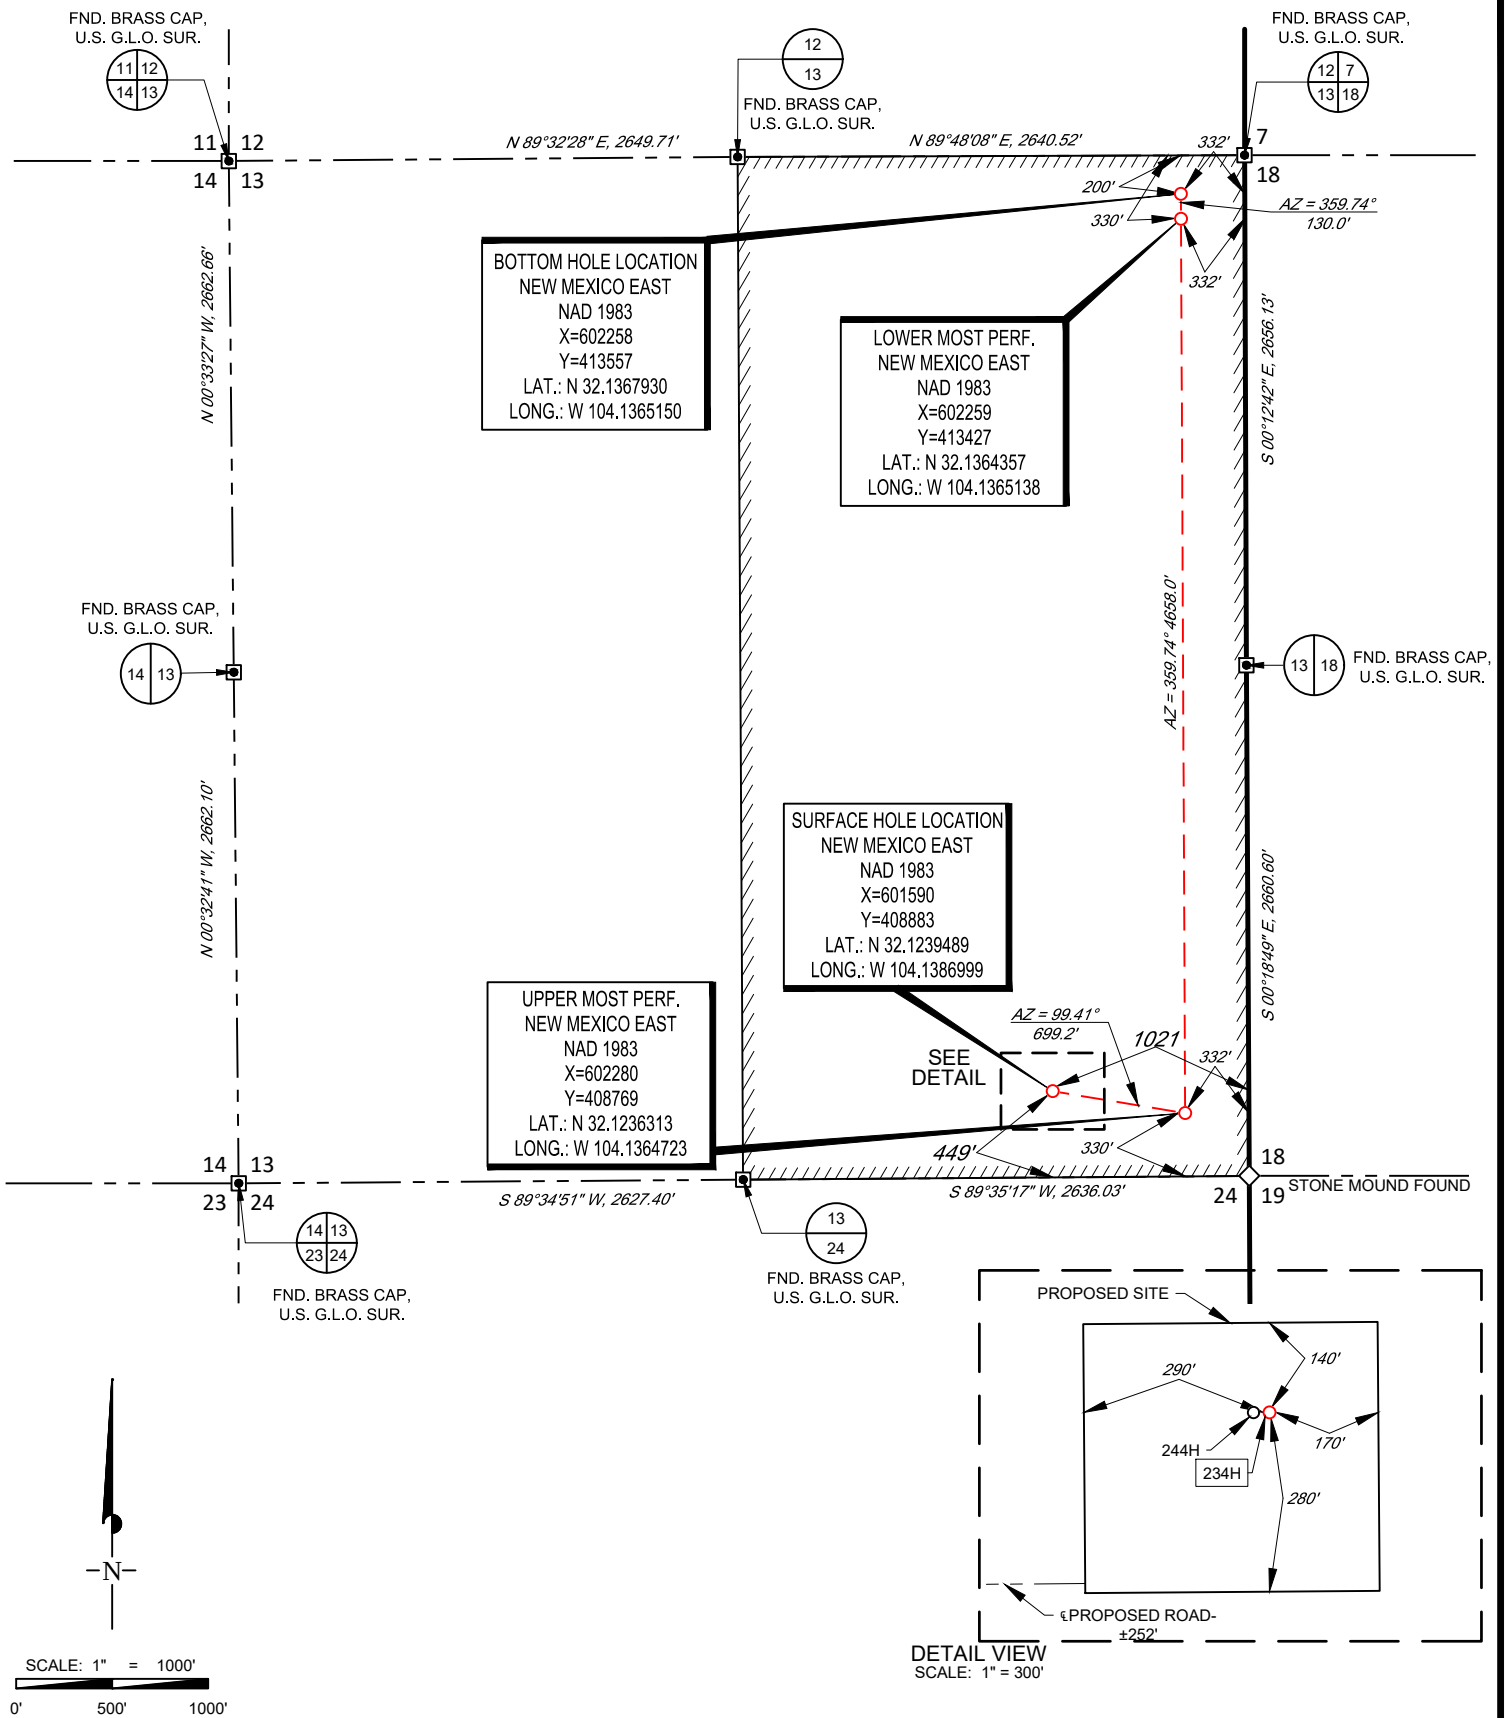 FND. BRASS CAP,
U.S. G.L.O. SUR.
11 12
14 13
12
13
FND. BRASS CAP,
U.S. G.L.O. SUR.
FND. BRASS CAP,
U.S. G.L.O. SUR.
12 7
13 18
11 12
14 13
N 89°32'28" E, 2649.71'
N 89°48'08" E, 2640.52'
7
18
332'
200'
330'
AZ = 359.74°
130.0'
332'
BOTTOM HOLE LOCATION
NEW MEXICO EAST
NAD 1983
X=602258
Y=413557
LAT.: N 32.1367930
LONG.: W 104.1365150
LOWER MOST PERF.
NEW MEXICO EAST
NAD 1983
X=602259
Y=413427
LAT.: N 32.1364357
LONG.: W 104.1365138
N 00°33'27" W, 2662.66'
S 00°12'42" E, 2656.13'
FND. BRASS CAP,
U.S. G.L.O. SUR.
14 13
AZ = 359.74° 4658.0'
13 18
FND. BRASS CAP,
U.S. G.L.O. SUR.
N 00°32'41" W, 2662.10'
S 00°18'49" E, 2660.60'
SURFACE HOLE LOCATION
NEW MEXICO EAST
NAD 1983
X=601590
Y=408883
LAT.: N 32.1239489
LONG.: W 104.1386999
UPPER MOST PERF.
NEW MEXICO EAST
NAD 1983
X=602280
Y=408769
LAT.: N 32.1236313
LONG.: W 104.1364723
AZ = 99.41°
699.2'
SEE
DETAIL
1021
332'
449'
330'
14 13
23 24
S 89°34'51" W, 2627.40'
S 89°35'17" W, 2636.03'
18
24 19
STONE MOUND FOUND
14 13
23 24
FND. BRASS CAP,
U.S. G.L.O. SUR.
13
24
FND. BRASS CAP,
U.S. G.L.O. SUR.
PROPOSED SITE
140'
290'
170'
244H
234H
280'
℄PROPOSED ROAD-
±252'
DETAIL VIEW
SCALE: 1" = 300'
N
SCALE: 1" = 1000'
0' 500' 1000'